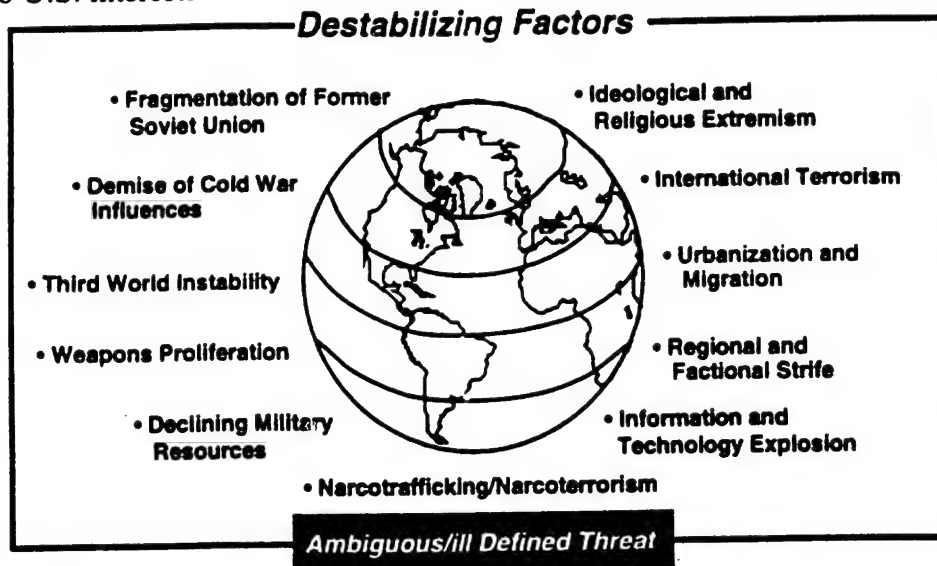 Destabilizing Factors
• Fragmentation of Former
Soviet Union
• Demise of Cold War
Influences
• Third World Instability
• Weapons Proliferation
• Declining Military
Resources
• Ideological and
Religious Extremism
• International Terrorism
• Urbanization and
Migration
• Regional and
Factional Strife
• Information and
Technology Explosion
• Narcotrafficking/Narcoterrorism
Ambiguous/ill Defined Threat